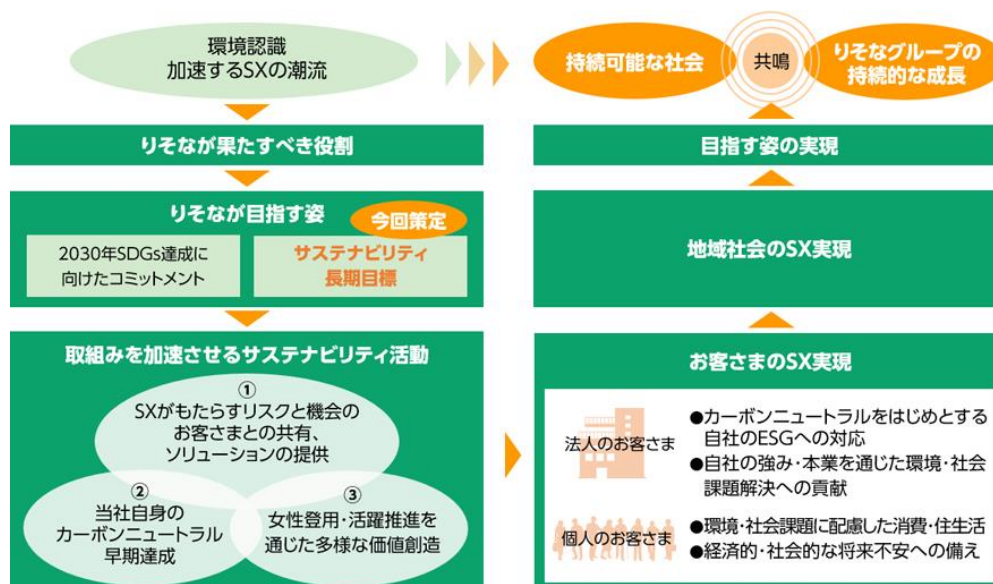 環境認識
加速するSXの潮流
持続可能な社会
共鳴
りそなグループの
持続的な成長
りそなが果たすべき役割
りそなが目指す姿
今回策定
2030年SDGs達成に
向けたコミットメント
サステナビリティ
長期目標
取組みを加速させるサステナビリティ活動
①
SXがもたらすリスクと機会の
お客さまとの共有、
ソリューションの提供
②
当社自身の
カーボンニュートラル
早期達成
③
女性登用・活躍推進を
通じた多様な価値創造
目指す姿の実現
地域社会のSX実現
お客さまのSX実現
法人のお客さま
●カーボンニュートラルをはじめとする
自社のESGへの対応
●自社の強み・本業を通じた環境・社会
課題解決への貢献
個人のお客さま
●環境・社会課題に配慮した消費・住生活
●経済的・社会的な将来不安への備え